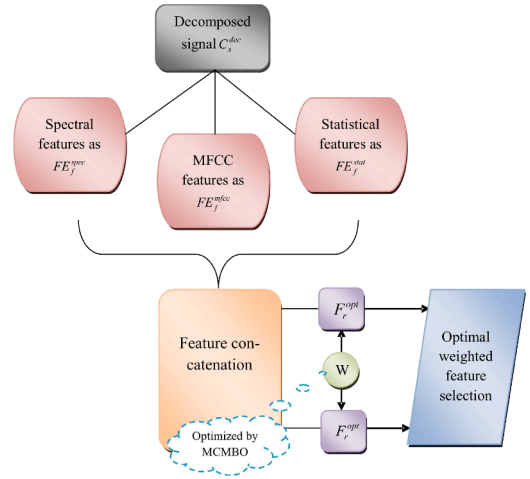 Decomposed
signal C_s^{dec}
Spectral
features as
FE_f^{spec}
MFCC
features as
FE_f^{mfcc}
Statistical
features as
FE_f^{stat}
Feature con-
catenation
F_r^{opt}
W
F_r^{opt}
Optimized by
MCMBO
Optimal
weighted
feature
selection